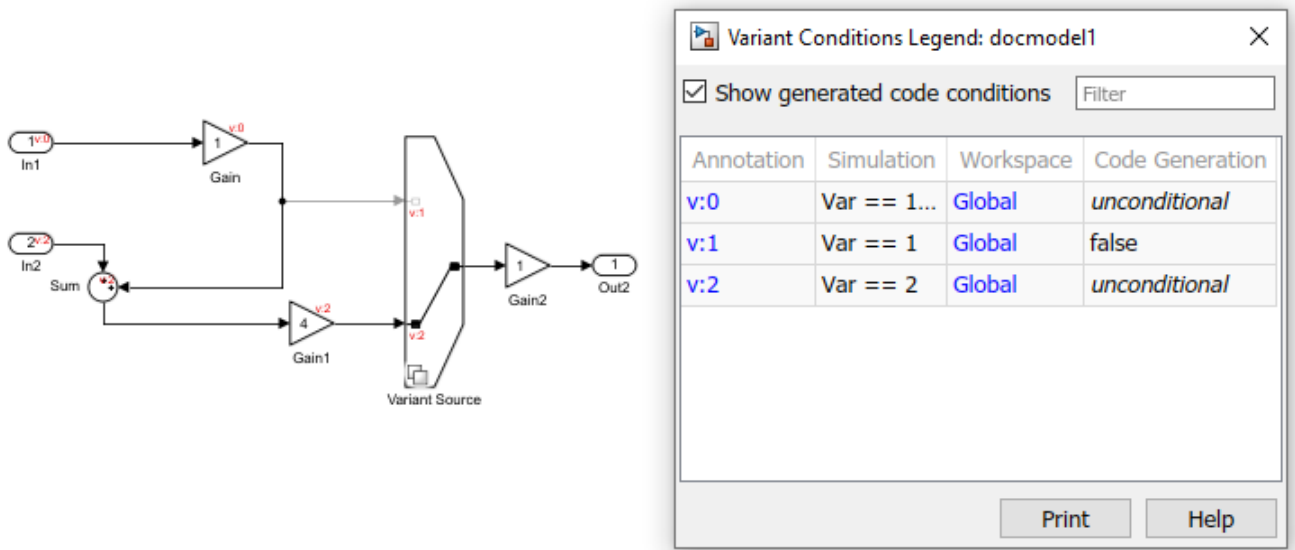 1 v:0
In1
1
v:0
Gain
v:1
2 v:2
In2
Sum
4
v:2
Gain1
v:2
Variant Source
1
Gain2
1
Out2
Variant Conditions Legend: docmodel1
Show generated code conditions
Filter
Annotation Simulation Workspace Code Generation
v:0 Var == 1... Global unconditional
v:1 Var == 1 Global false
v:2 Var == 2 Global unconditional
Print Help